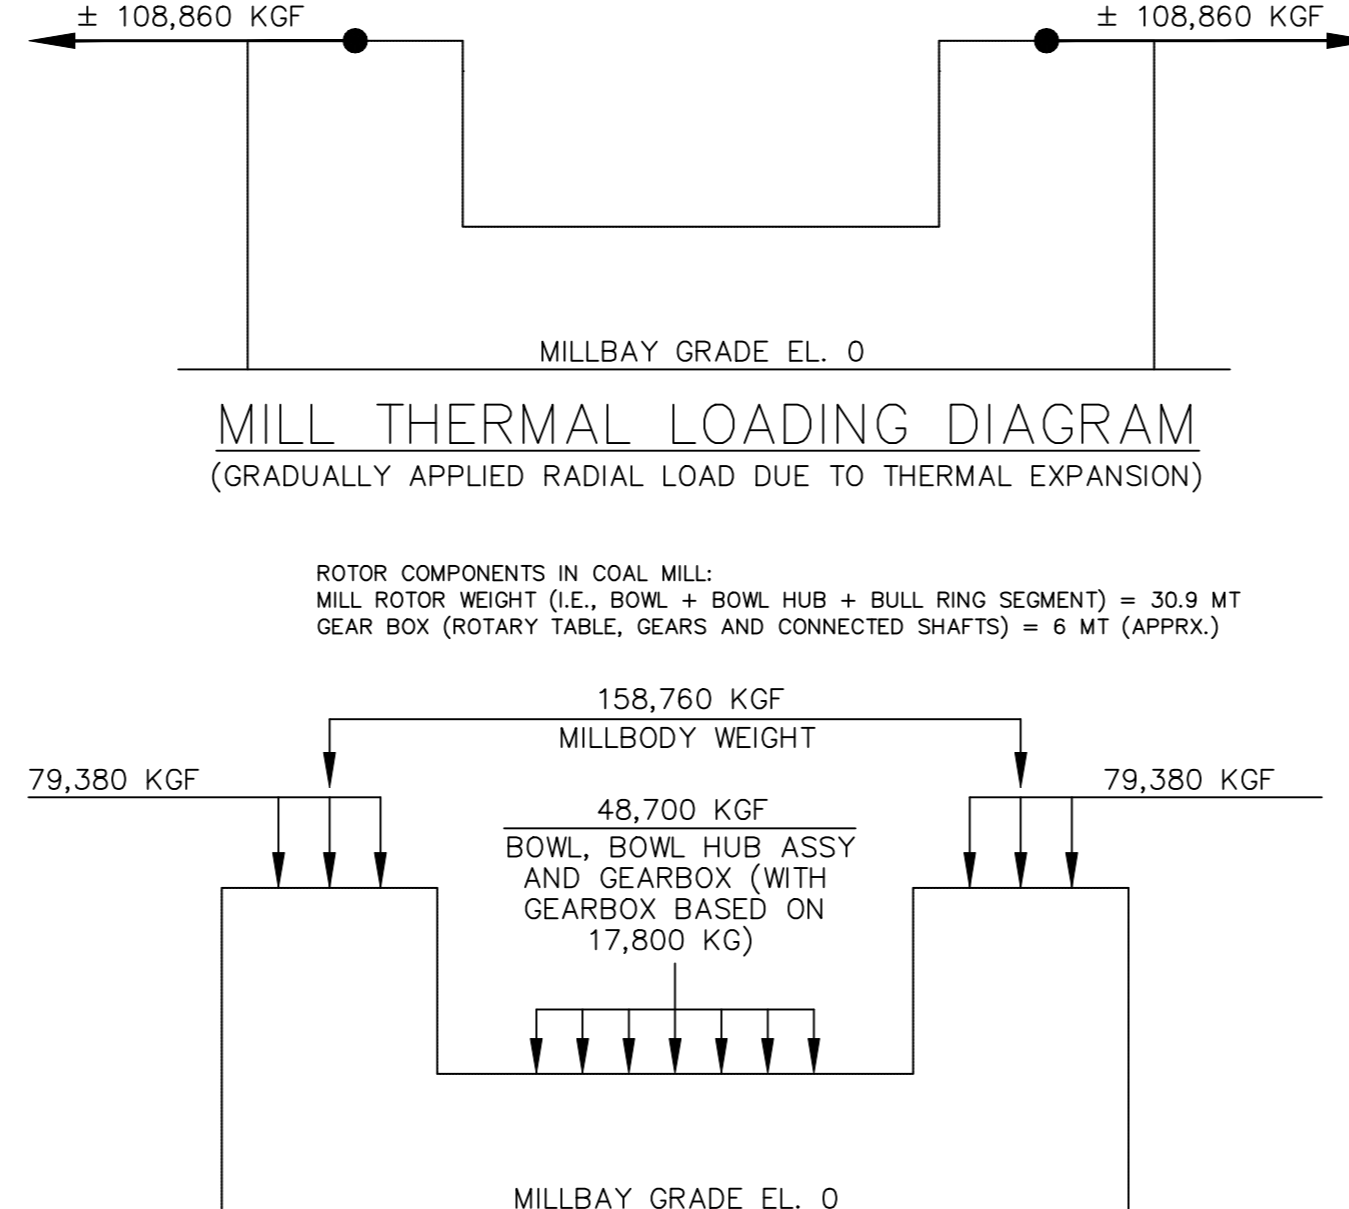 ± 108,860 KGF
± 108,860 KGF
MILLBAY GRADE EL. 0
MILL THERMAL LOADING DIAGRAM
(GRADUALLY APPLIED RADIAL LOAD DUE TO THERMAL EXPANSION)
ROTOR COMPONENTS IN COAL MILL:
MILL ROTOR WEIGHT (I.E., BOWL + BOWL HUB + BULL RING SEGMENT) = 30.9 MT
GEAR BOX (ROTARY TABLE, GEARS AND CONNECTED SHAFTS) = 6 MT (APPRX.)
158,760 KGF
MILLBODY WEIGHT
79,380 KGF
79,380 KGF
48,700 KGF
BOWL, BOWL HUB ASSY
AND GEARBOX (WITH
GEARBOX BASED ON
17,800 KG)
MILLBAY GRADE EL. 0